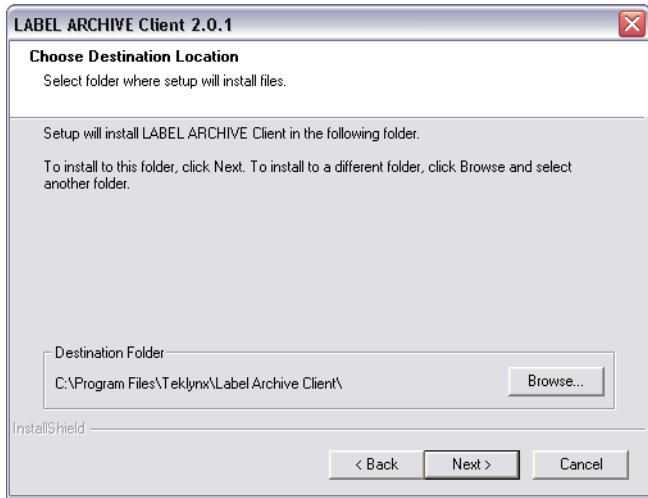 LABEL ARCHIVE Client 2.0.1
Choose Destination Location
Select folder where setup will install files.
Setup will install LABEL ARCHIVE Client in the following folder.
To install to this folder, click Next. To install to a different folder, click Browse and select
another folder.
Destination Folder
C:\Program Files\Teklynx\Label Archive Client\
Browse...
InstallShield
< Back
Next >
Cancel